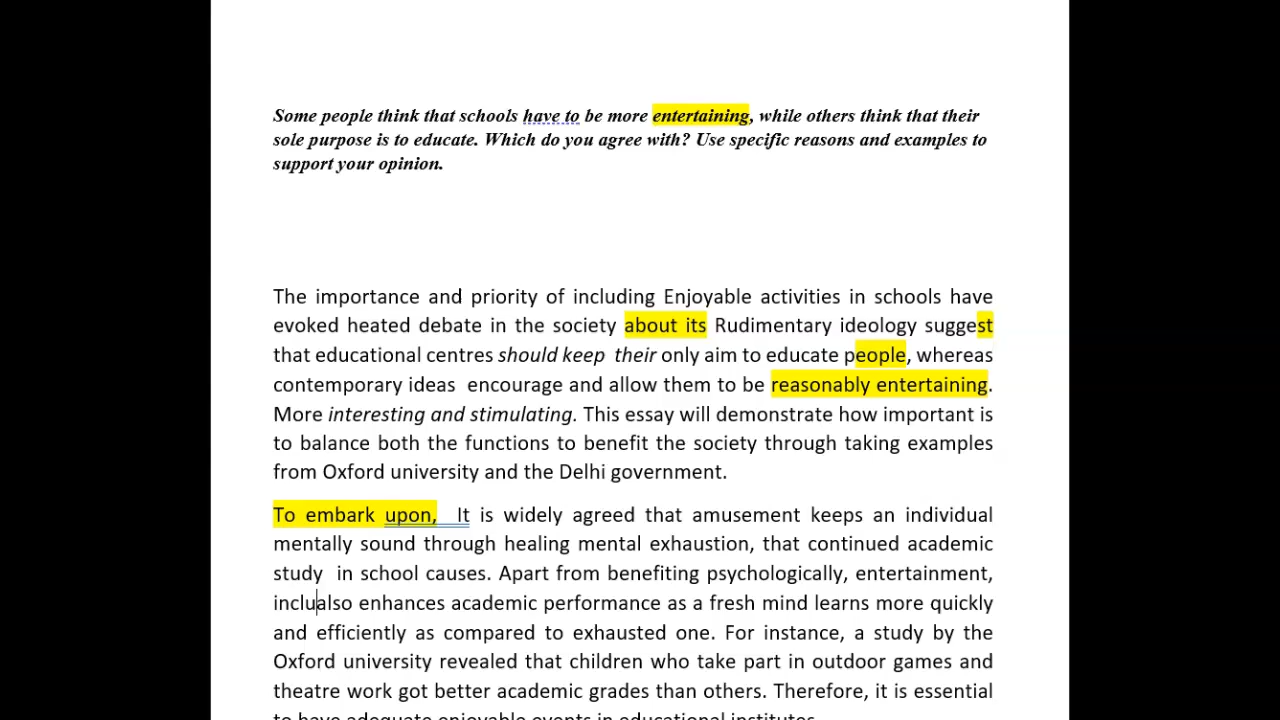 Some people think that schools have to be more entertaining, while others think that their
sole purpose is to educate. Which do you agree with? Use specific reasons and examples to
support your opinion.
The importance and priority of including Enjoyable activities in schools have
evoked heated debate in the society about its Rudimentary ideology suggest
that educational centres should keep their only aim to educate people, whereas
contemporary ideas encourage and allow them to be reasonably entertaining.
More interesting and stimulating. This essay will demonstrate how important is
to balance both the functions to benefit the society through taking examples
from Oxford university and the Delhi government.
To embark upon, It is widely agreed that amusement keeps an individual
mentally sound through healing mental exhaustion, that continued academic
study in school causes. Apart from benefiting psychologically, entertainment,
inclualso enhances academic performance as a fresh mind learns more quickly
and efficiently as compared to exhausted one. For instance, a study by the
Oxford university revealed that children who take part in outdoor games and
theatre work got better academic grades than others. Therefore, it is essential
to have adequate enjoyable events in educational institutes.